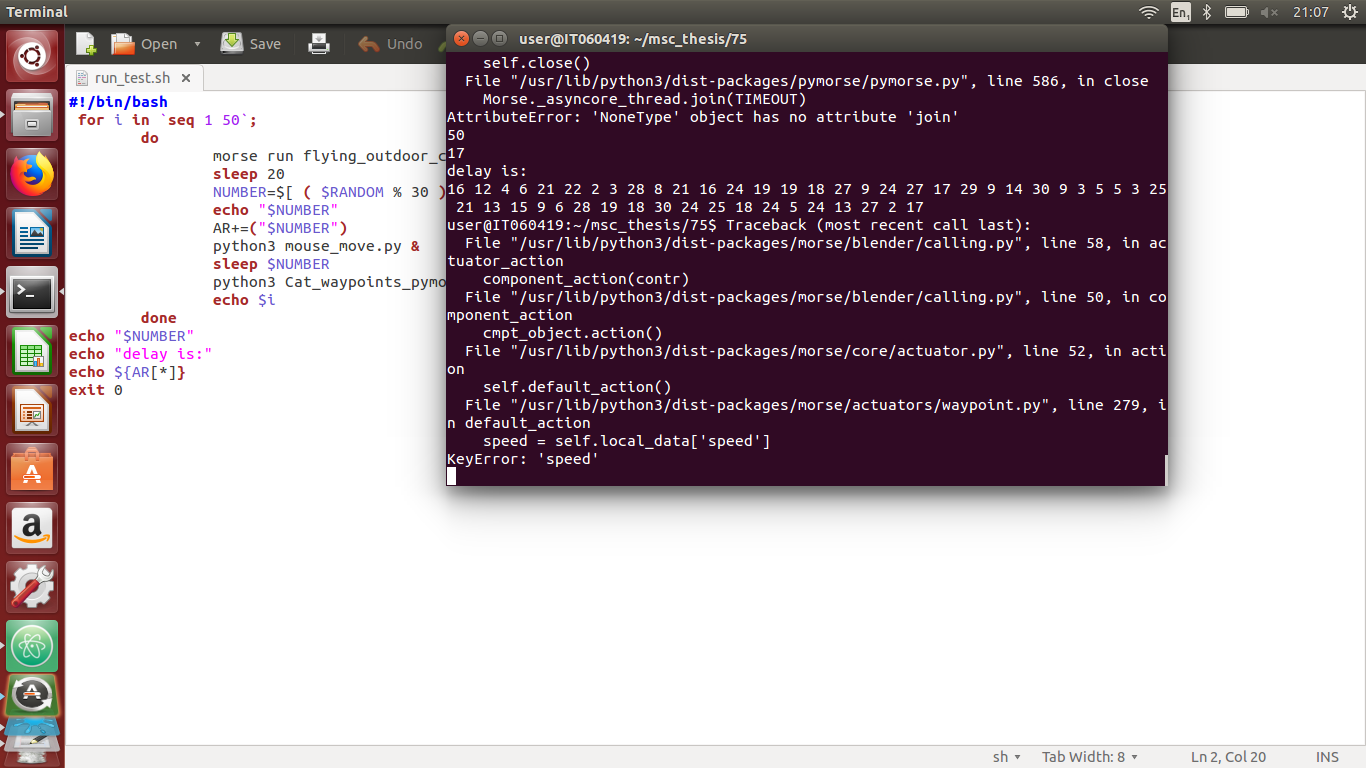 Terminal
En1
21:07
Open
Save
Undo
run_test.sh
#!/bin/bash
for i in `seq 1 50`;
do
morse run flying_outdoor_c
sleep 20
NUMBER=$[ ( $RANDOM % 30 )
echo "$NUMBER"
AR+=("$NUMBER")
python3 mouse_move.py &
sleep $NUMBER
python3 Cat_waypoints_pymo
echo $i
done
echo "$NUMBER"
echo "delay is:"
echo ${AR[*]}
exit 0
user@IT060419: ~/msc_thesis/75
self.close()
File "/usr/lib/python3/dist-packages/pymorse/pymorse.py", line 586, in close
Morse._asyncore_thread.join(TIMEOUT)
AttributeError: 'NoneType' object has no attribute 'join'
50
17
delay is:
16 12 4 6 21 22 2 3 28 8 21 16 24 19 19 18 27 9 24 27 17 29 9 14 30 9 3 5 5 3 25
21 13 15 9 6 28 19 18 30 24 25 18 24 5 24 13 27 2 17
user@IT060419:~/msc_thesis/75$ Traceback (most recent call last):
File "/usr/lib/python3/dist-packages/morse/blender/calling.py", line 58, in ac
tuator_action
component_action(contr)
File "/usr/lib/python3/dist-packages/morse/blender/calling.py", line 50, in co
mponent_action
cmpt_object.action()
File "/usr/lib/python3/dist-packages/morse/core/actuator.py", line 52, in acti
on
self.default_action()
File "/usr/lib/python3/dist-packages/morse/actuators/waypoint.py", line 279, i
n default_action
speed = self.local_data['speed']
KeyError: 'speed'
sh
Tab Width: 8
Ln 2, Col 20
INS